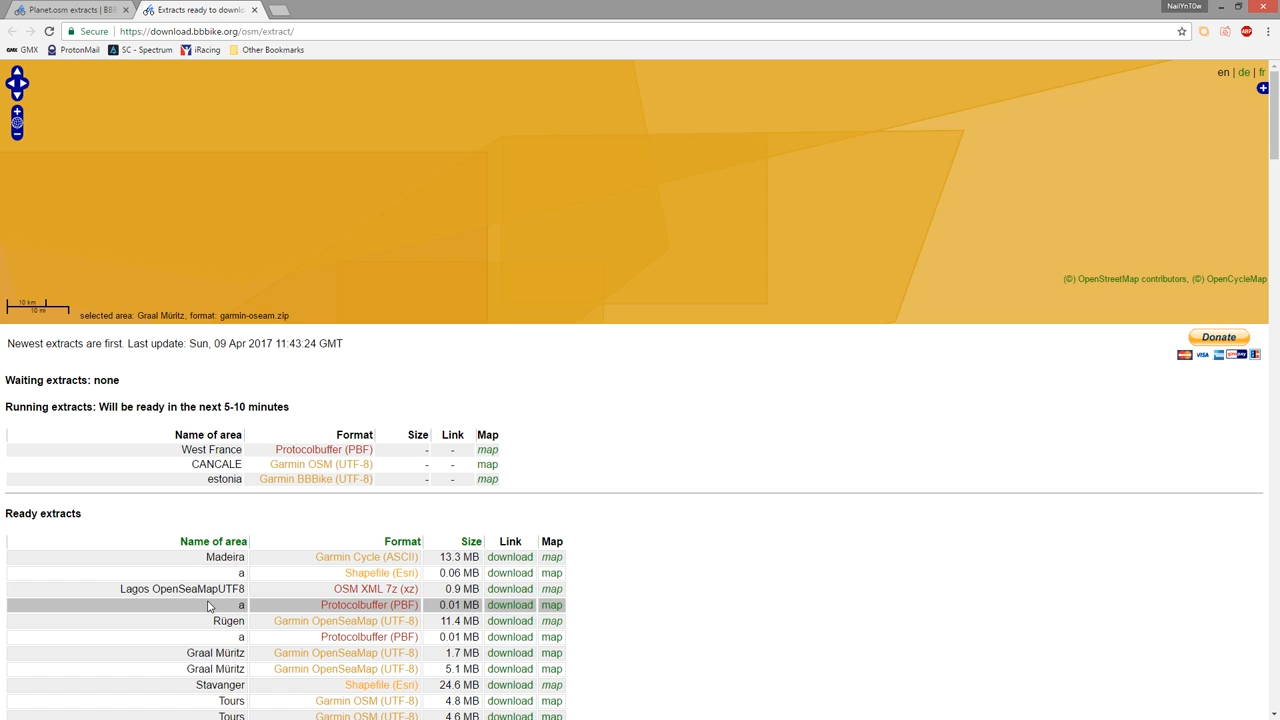 Planet.osm extracts | BBB
Extracts ready to downlo
NailYnT0w
Secure
https://download.bbbike.org/osm/extract/
ABP
GMX GMX
ProtonMail
SC - Spectrum
iRacing
Other Bookmarks
en | de | fr
10 km
10 mi
selected area: Graal Müritz, format: garmin-oseam.zip
(©) OpenStreetMap contributors, (©) OpenCycleMap
Newest extracts are first. Last update: Sun, 09 Apr 2017 11:43:24 GMT
Donate
VISA
Waiting extracts: none
Running extracts: Will be ready in the next 5-10 minutes
Name of area Format Size Link Map
West France Protocolbuffer (PBF) - - map
CANCALE Garmin OSM (UTF-8) - - map
estonia Garmin BBBike (UTF-8) - - map
Ready extracts
Name of area Format Size Link Map
Madeira Garmin Cycle (ASCII) 13.3 MB download map
a Shapefile (Esri) 0.06 MB download map
Lagos OpenSeaMapUTF8 OSM XML 7z (xz) 0.9 MB download map
a Protocolbuffer (PBF) 0.01 MB download map
Rügen Garmin OpenSeaMap (UTF-8) 11.4 MB download map
a Protocolbuffer (PBF) 0.01 MB download map
Graal Müritz Garmin OpenSeaMap (UTF-8) 1.7 MB download map
Graal Müritz Garmin OpenSeaMap (UTF-8) 5.1 MB download map
Stavanger Shapefile (Esri) 24.6 MB download map
Tours Garmin OSM (UTF-8) 4.8 MB download map
Tours Garmin OSM (UTF-8) 4.6 MB download map